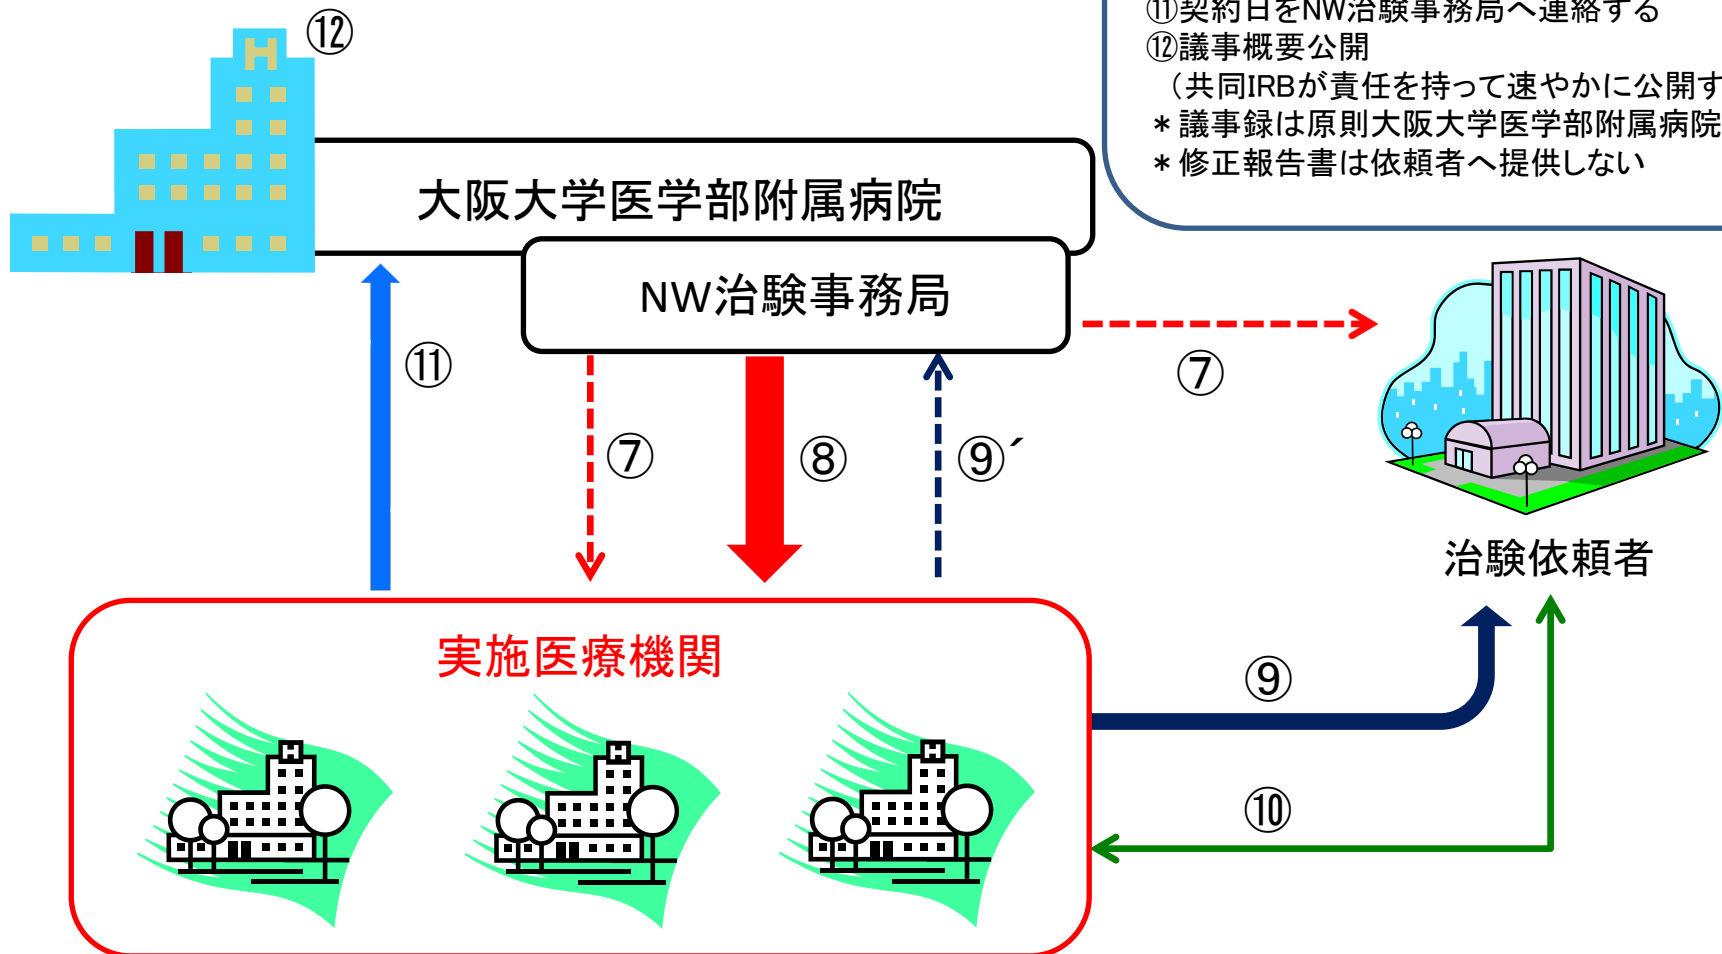 ⑫
⑪契約日をNW治験事務局へ連絡する
⑫議事概要公開
（共同IRBが責任を持って速やかに公開す
＊議事録は原則大阪大学医学部附属病院
＊修正報告書は依頼者へ提供しない
大阪大学医学部附属病院
NW治験事務局
⑪
⑦
⑧
⑨´
⑦
治験依頼者
実施医療機関
⑨
⑩